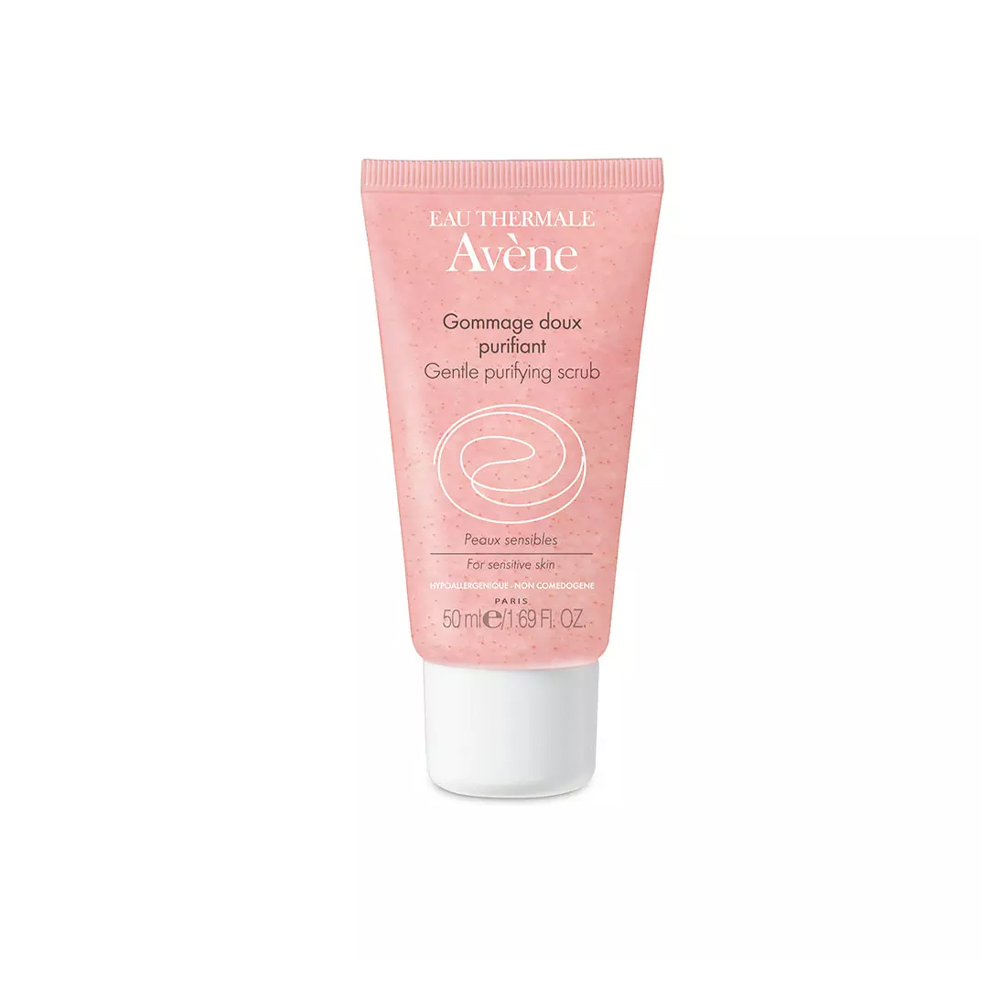 EAU THERMALE
Avène
Gommage doux
purifiant
Gentle purifying scrub
Peaux sensibles
For sensitive skin
HYPOALLERGENIQUE - NON COMEDOGENE
PARIS
50 ml e/1.69 Fl. OZ.